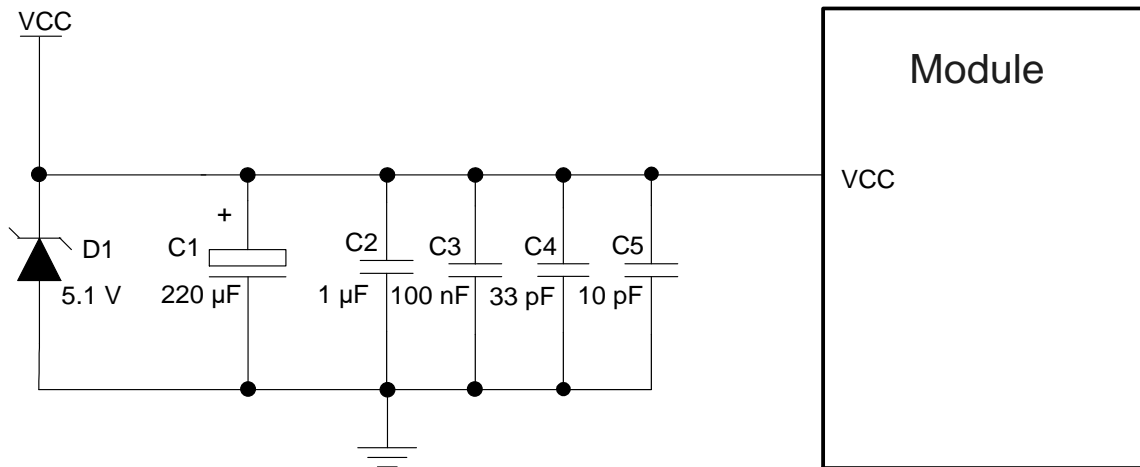 VCC
Module
VCC
+
D1
C1
C2
C3
C4
C5
5.1 V
220 µF
1 µF
100 nF
33 pF
10 pF